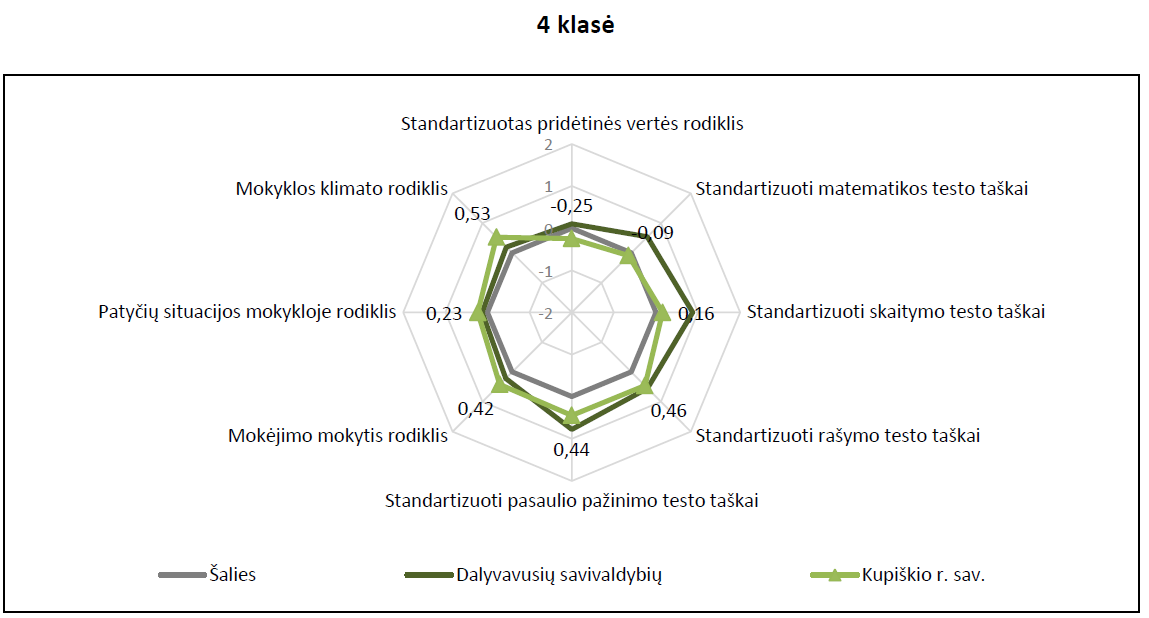 4 klasė
Standartizuotas pridėtinės vertės rodiklis
2
Mokyklos klimato rodiklis
1
Standartizuoti matematikos testo taškai
0,53
-0,25
0
-0,09
-1
Patyčių situacijos mokykloje rodiklis
0,23
-2
0,16
Standartizuoti skaitymo testo taškai
0,42
0,46
Mokėjimo mokytis rodiklis
Standartizuoti rašymo testo taškai
0,44
Standartizuoti pasaulio pažinimo testo taškai
Šalies
Dalyvavusių savivaldybių
Kupiškio r. sav.